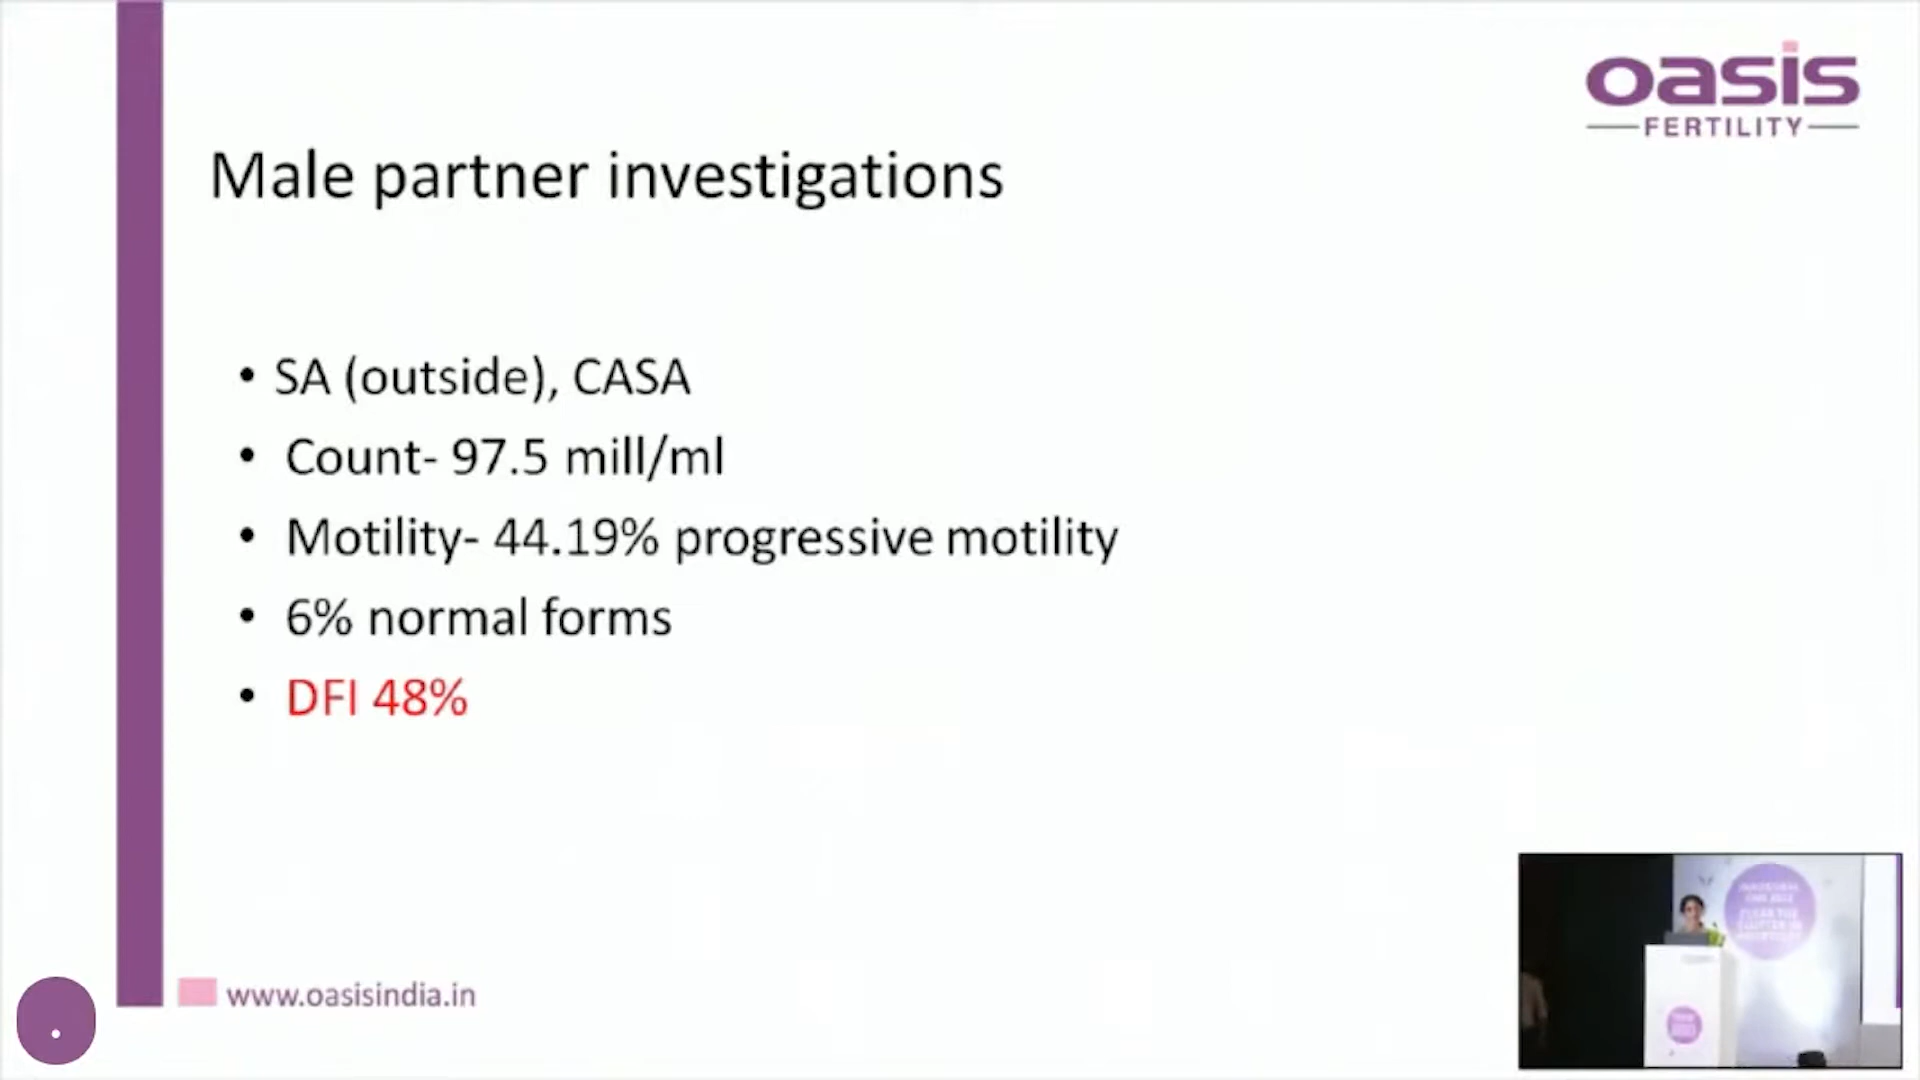 oasis
FERTILITY
Male partner investigations
• SA (outside), CASA
• Count- 97.5 mill/ml
• Motility- 44.19% progressive motility
• 6% normal forms
• DFI 48%
www.oasisindia.in